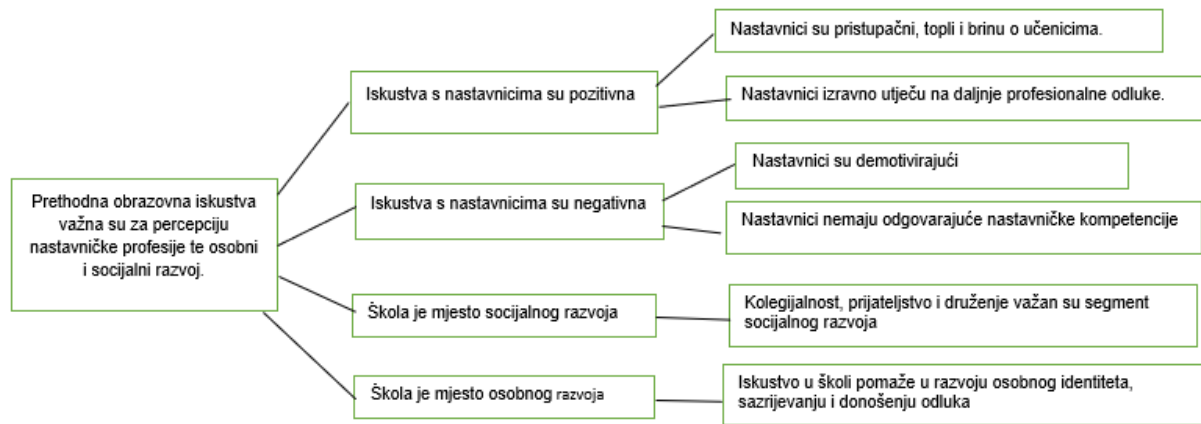 Prethodna obrazovna iskustva
važna su za percepciju
nastavničke profesije te osobni
i socijalni razvoj.
Iskustva s nastavnicima su pozitivna
Nastavnici su pristupačni, topli i brinu o učenicima.
Nastavnici izravno utječu na daljnje profesionalne odluke.
Iskustva s nastavnicima su negativna
Nastavnici su demotivirajući
Nastavnici nemaju odgovarajuće nastavničke kompetencije
Škola je mjesto socijalnog razvoja
Kolegijalnost, prijateljstvo i druženje važan su segment
socijalnog razvoja
Škola je mjesto osobnog razvoja
Iskustvo u školi pomaže u razvoju osobnog identiteta,
sazrijevanju i donošenju odluka